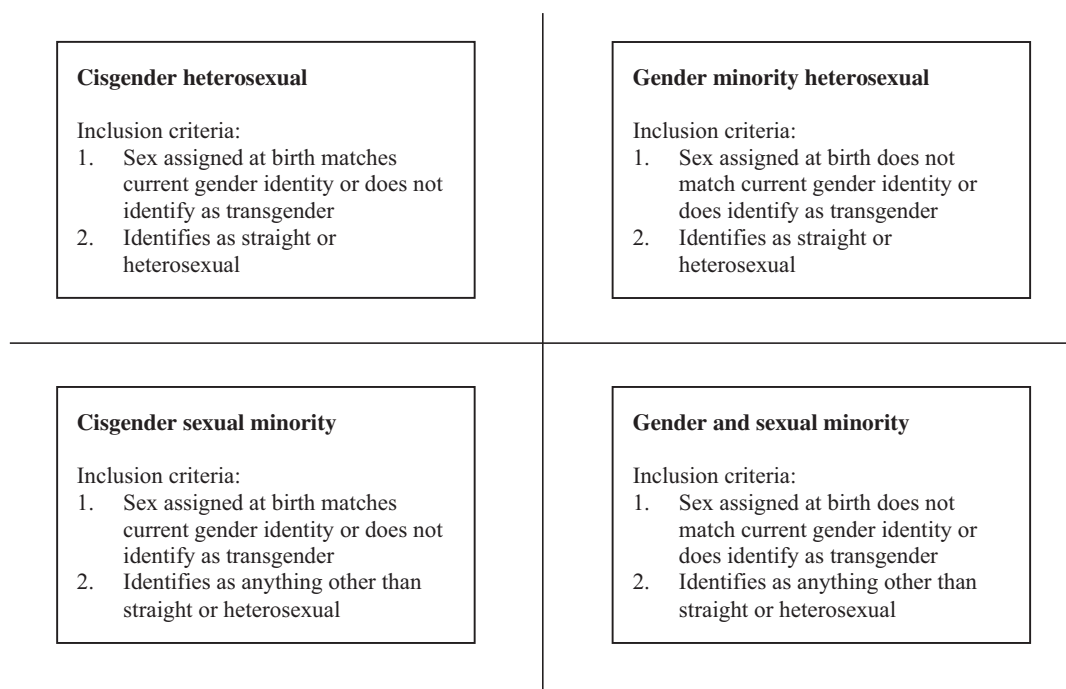 Cisgender heterosexual
Inclusion criteria:
1. Sex assigned at birth matches
current gender identity or does not
identify as transgender
2. Identifies as straight or
heterosexual
Gender minority heterosexual
Inclusion criteria:
1. Sex assigned at birth does not
match current gender identity or
does identify as transgender
2. Identifies as straight or
heterosexual
Cisgender sexual minority
Inclusion criteria:
1. Sex assigned at birth matches
current gender identity or does not
identify as transgender
2. Identifies as anything other than
straight or heterosexual
Gender and sexual minority
Inclusion criteria:
1. Sex assigned at birth does not
match current gender identity or
does identify as transgender
2. Identifies as anything other than
straight or heterosexual